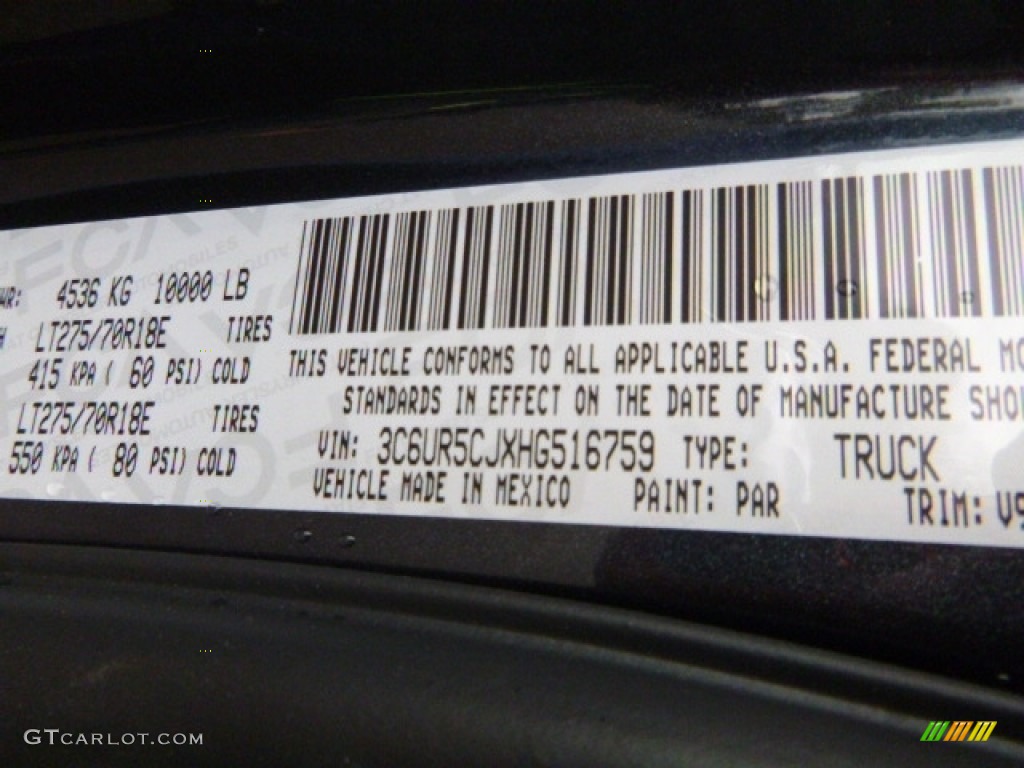 4536 KG 10000 LB
LT275/70R18E TIRES
415 KPA ( 60 PSI) COLD
LT275/70R18E TIRES
550 KPA ( 80 PSI) COLD
THIS VEHICLE CONFORMS TO ALL APPLICABLE U.S.A. FEDERAL
STANDARDS IN EFFECT ON THE DATE OF MANUFACTURE
VIN: 3C6UR5CJXHG516759 TYPE: TRUCK
VEHICLE MADE IN MEXICO PAINT: PAR TRIM:
GTCARLOT.COM